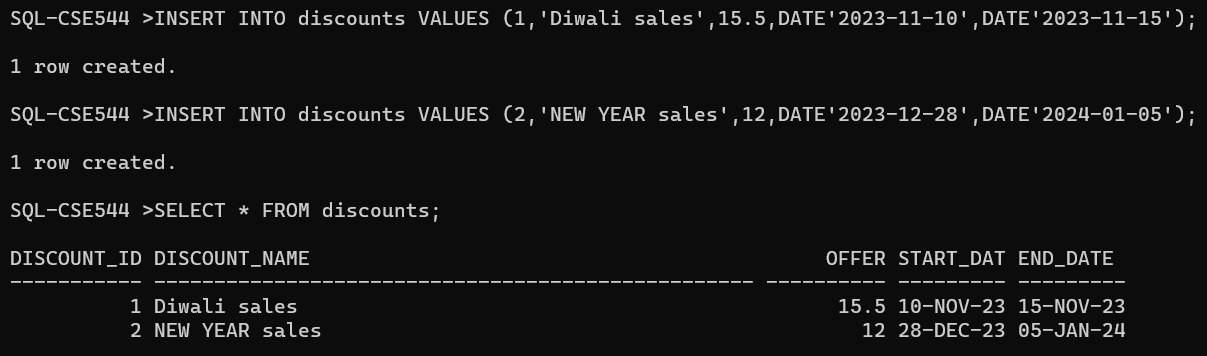 SQL-CSE544 >INSERT INTO discounts VALUES (1,'Diwali sales',15.5,DATE'2023-11-10',DATE'2023-11-15');
1 row created.
SQL-CSE544 >INSERT INTO discounts VALUES (2,'NEW YEAR sales',12,DATE'2023-12-28',DATE'2024-01-05');
1 row created.
SQL-CSE544 >SELECT * FROM discounts;
DISCOUNT_ID DISCOUNT_NAME                                           OFFER START_DAT END_DATE
----------- -------------------------------------------------- ---------- --------- ---------
          1 Diwali sales                                             15.5 10-NOV-23 15-NOV-23
          2 NEW YEAR sales                                             12 28-DEC-23 05-JAN-24